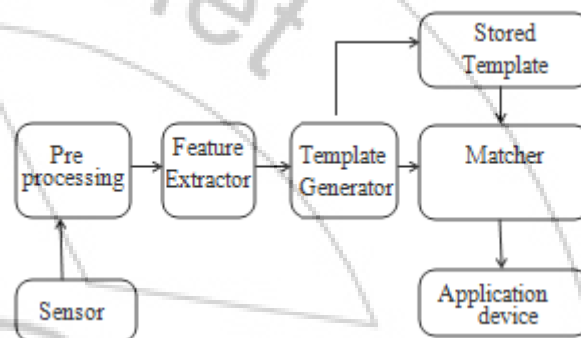 Stored
Template
Pre
processing
Feature
Extractor
Template
Generator
Matcher
Sensor
Application
device